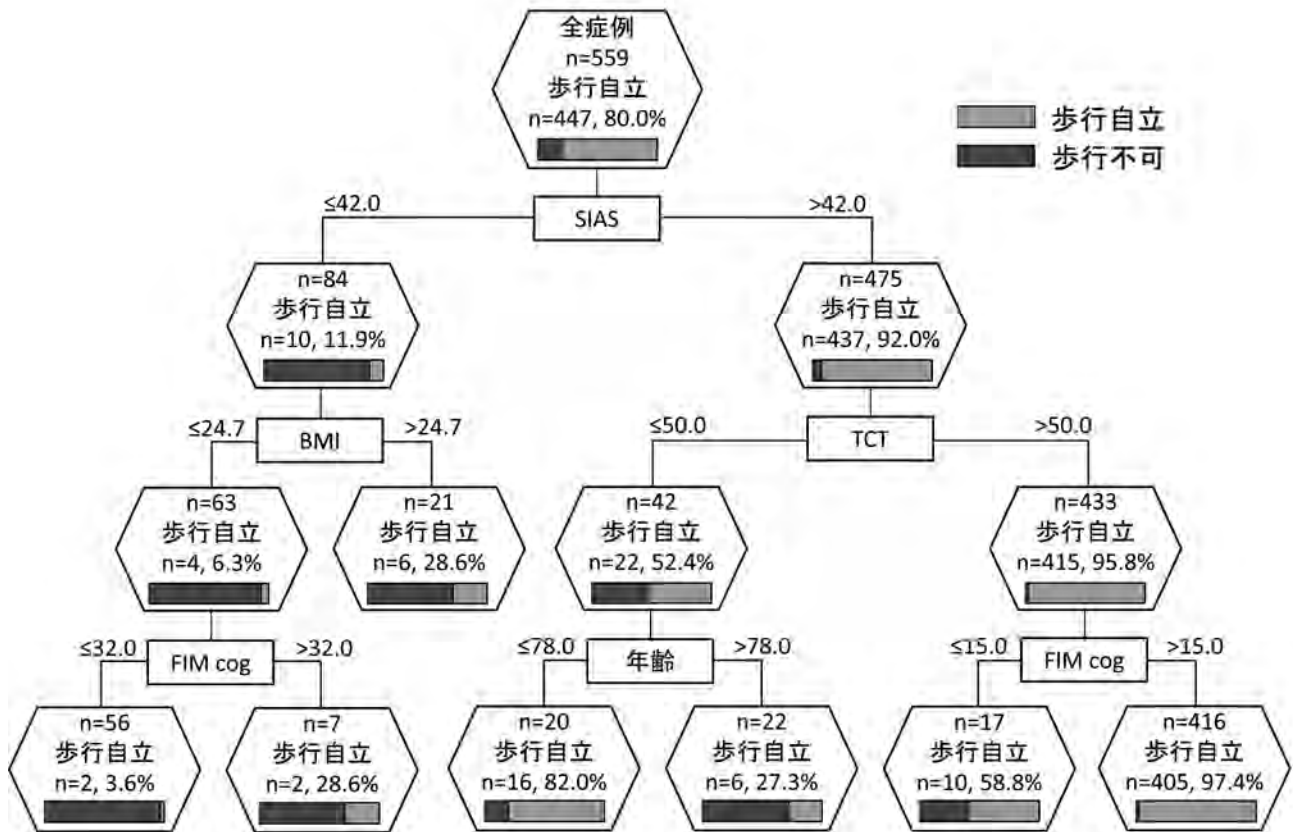 全症例
n=559
歩行自立
n=447, 80.0%
歩行自立
歩行不可
≤42.0
SIAS
>42.0
n=84
歩行自立
n=10, 11.9%
n=475
歩行自立
n=437, 92.0%
≤24.7
BMI
>24.7
≤50.0
TCT
>50.0
n=63
歩行自立
n=4, 6.3%
n=21
歩行自立
n=6, 28.6%
n=42
歩行自立
n=22, 52.4%
n=433
歩行自立
n=415, 95.8%
≤32.0
FIM cog
>32.0
≤78.0
年齢
>78.0
≤15.0
FIM cog
>15.0
n=56
歩行自立
n=2, 3.6%
n=7
歩行自立
n=2, 28.6%
n=20
歩行自立
n=16, 82.0%
n=22
歩行自立
n=6, 27.3%
n=17
歩行自立
n=10, 58.8%
n=416
歩行自立
n=405, 97.4%